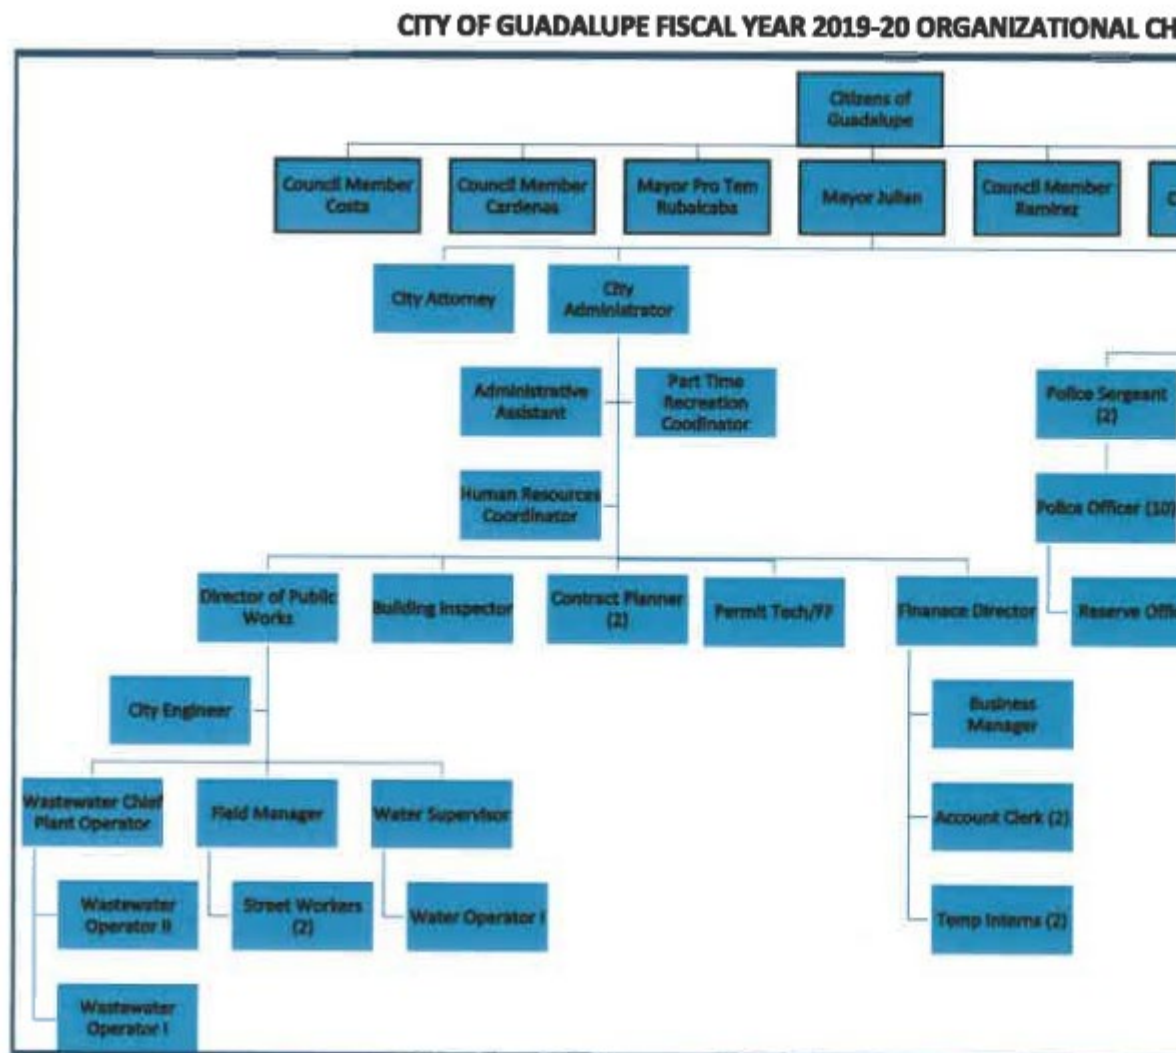 CITY OF GUADALUPE FISCAL YEAR 2019-20 ORGANIZATIONAL CH
Citizens of
Guadalupe
Council Member
Costa
Council Member
Cardenas
Mayor Pro Tem
Rubalcaba
Mayor Julian
Council Member
Ramirez
C
City Attorney
City
Administrator
Administrative
Assistant
Part Time
Recreation
Coodinator
Police Sergeant
(2)
Human Resources
Coordinator
Police Officer (10)
Director of Public
Works
Building Inspector
Contract Planner
(2)
Permit Tech/FF
Finanace Director
Reserve Offi
City Engineer
Business
Manager
Wastewater Chief
Plant Operator
Field Manager
Water Supervisor
Account Clerk (2)
Wastewater
Operator II
Street Workers
(2)
Water Operator I
Temp Interns (2)
Wastewater
Operator I